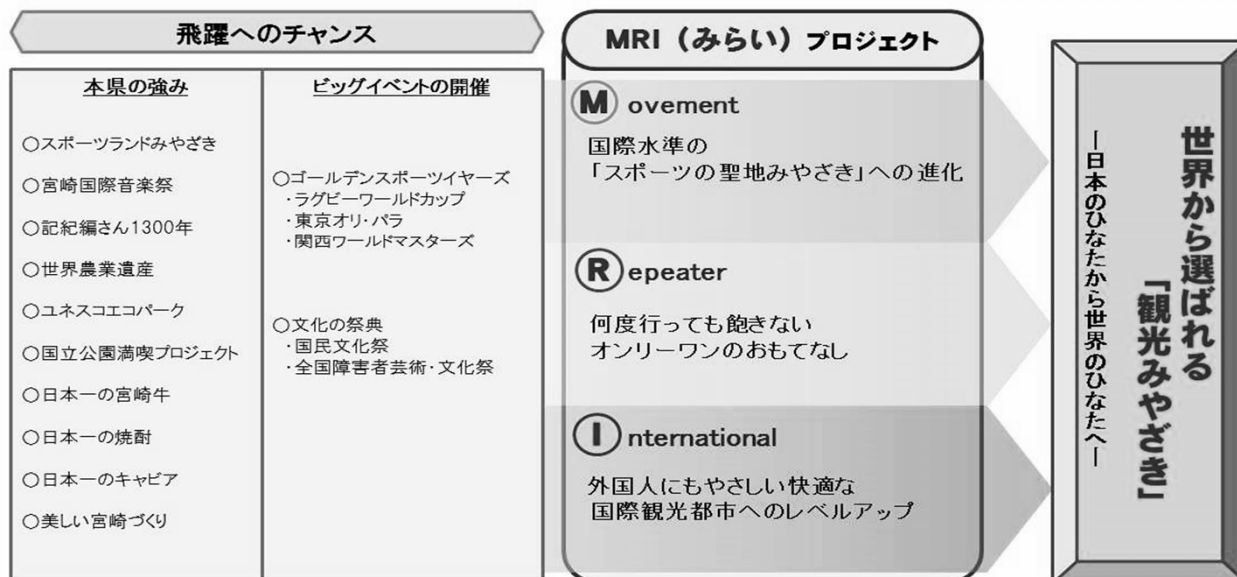 飛躍へのチャンス
本県の強み
○スポーツランドみやざき
○宮崎国際音楽祭
○記紀編さん1300年
○世界農業遺産
○ユネスコエコパーク
○国立公園満喫プロジェクト
○日本一の宮崎牛
○日本一の焼酎
○日本一のキャビア
○美しい宮崎づくり
ビッグイベントの開催
○ゴールデンスポーツイヤーズ
・ラグビーワールドカップ
・東京オリ・パラ
・関西ワールドマスターズ
○文化の祭典
・国民文化祭
・全国障害者芸術・文化祭
MRI（みらい）プロジェクト
Movement
国際水準の
「スポーツの聖地みやざき」への進化
Repeater
何度行っても飽きない
オンリーワンのおもてなし
International
外国人にもやさしい快適な
国際観光都市へのレベルアップ
世界から選ばれる
「観光みやざき」
―日本のひなたから世界のひなたへ―